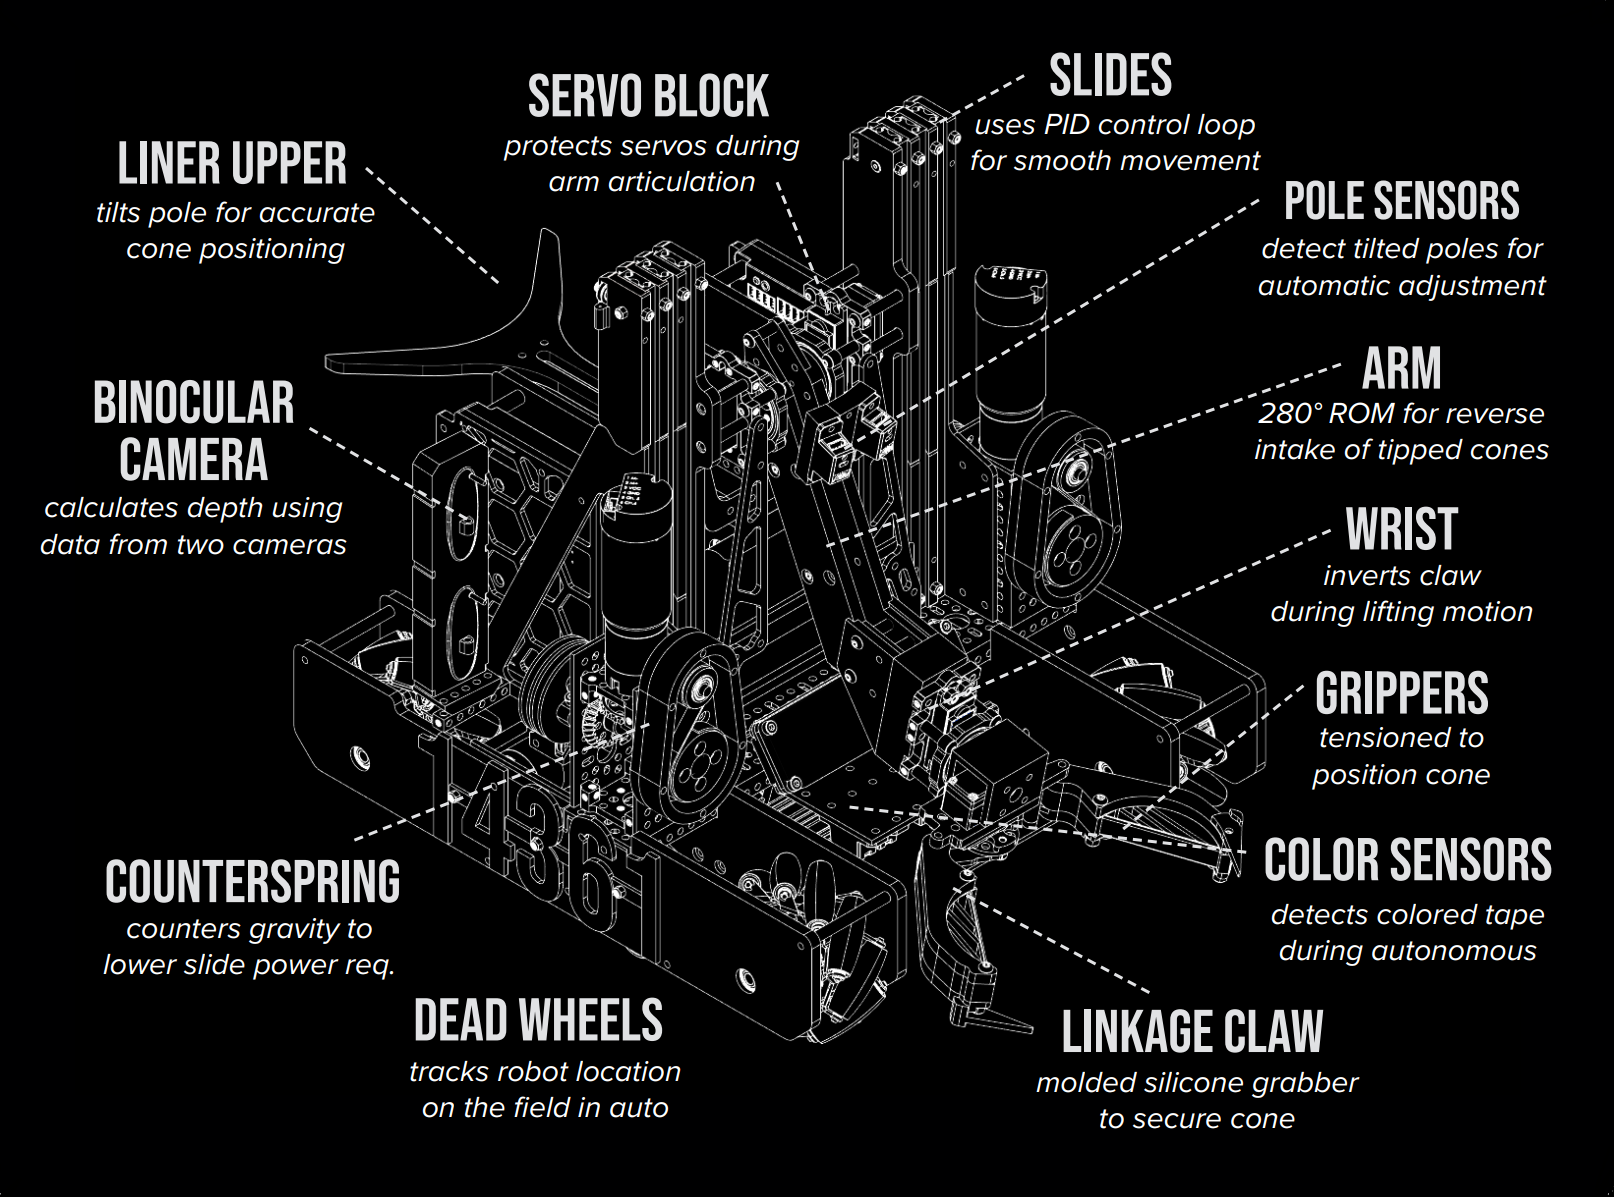 SERVO BLOCK
protects servos during
arm articulation
SLIDES
uses PID control loop
for smooth movement
LINER UPPER
tilts pole for accurate
cone positioning
POLE SENSORS
detect tilted poles for
automatic adjustment
ARM
280° ROM for reverse
intake of tipped cones
BINOCULAR
CAMERA
calculates depth using
data from two cameras
WRIST
inverts claw
during lifting motion
GRIPPERS
tensioned to
position cone
14361
COLOR SENSORS
detects colored tape
during autonomous
COUNTERSPRING
counters gravity to
lower slide power req.
DEAD WHEELS
tracks robot location
on the field in auto
LINKAGE CLAW
molded silicone grabber
to secure cone